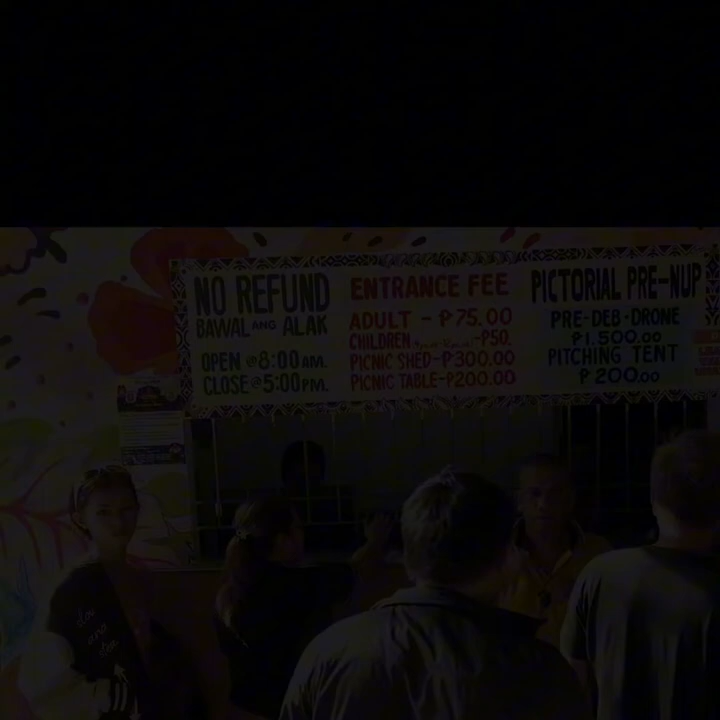 NO REFUND
BAWAL ANG ALAK
OPEN @ 8:00 AM.
CLOSE @ 5:00 PM.
ENTRANCE FEE
ADULT - ₱75.00
CHILDREN -₱50.
PICNIC SHED-₱300.00
PICNIC TABLE-₱200.00
PICTORIAL PRE-NUP
PRE-DEB·DRONE
₱1,500.00
PITCHING TENT
₱200.00